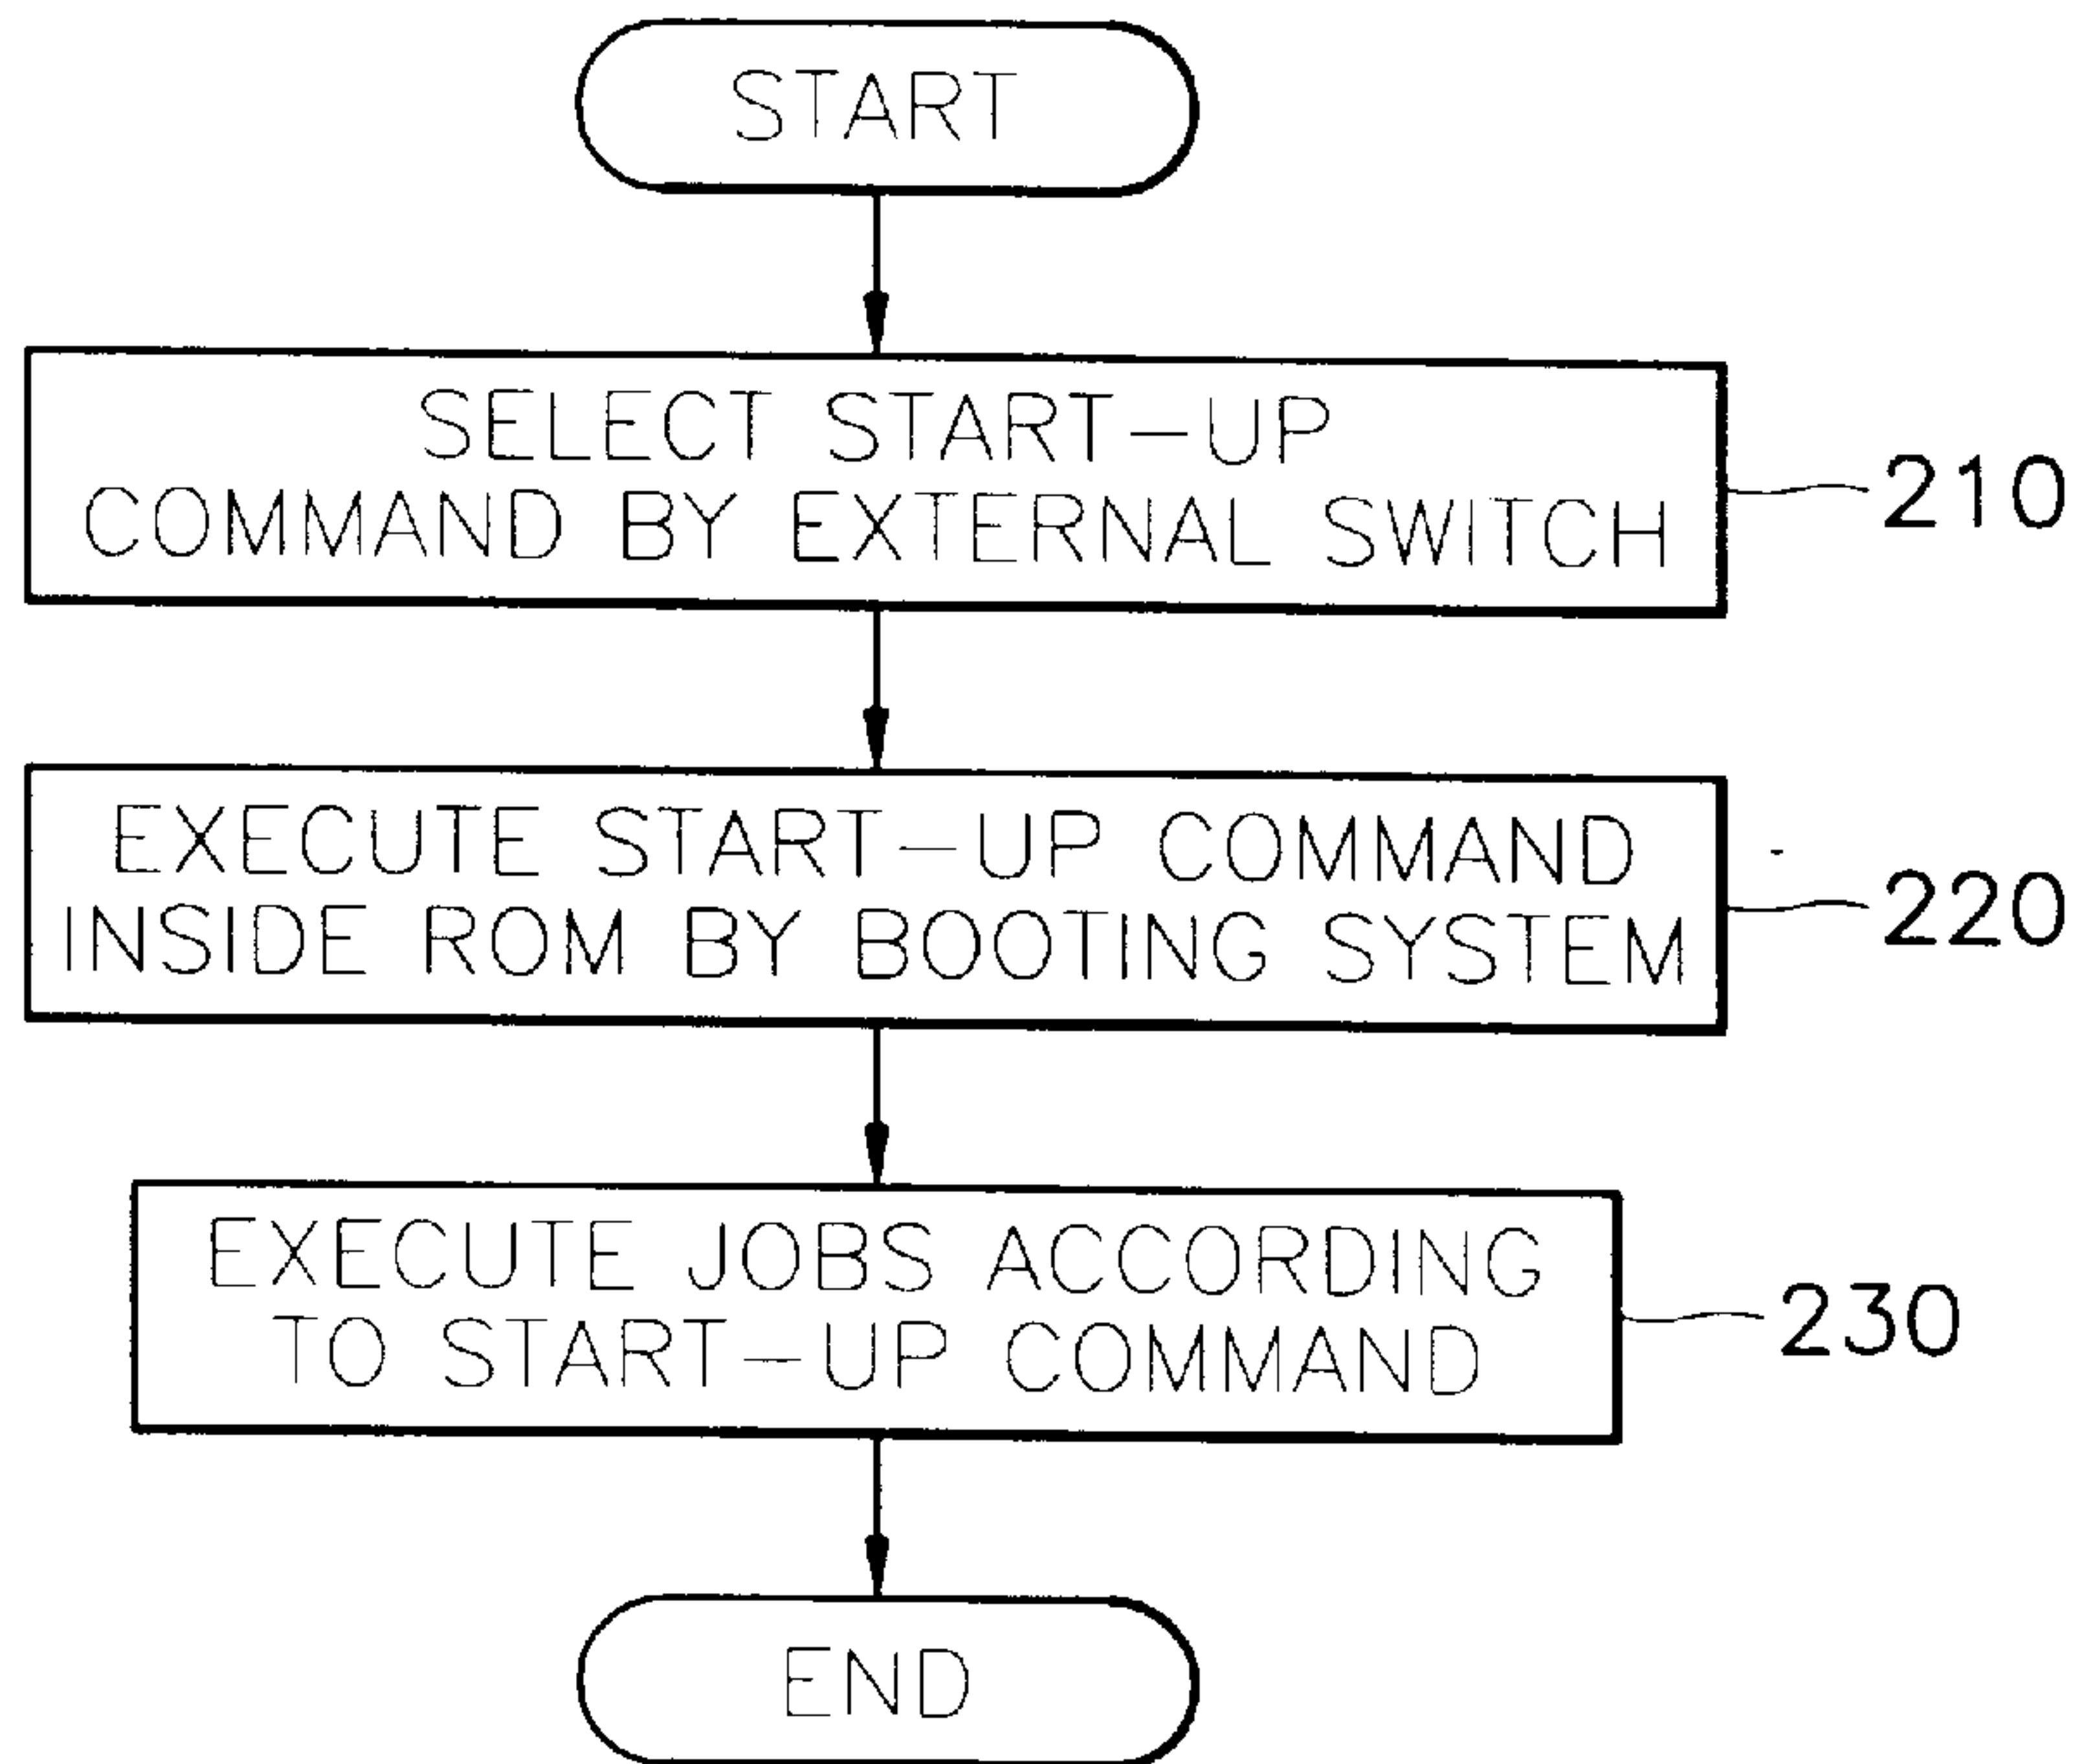 START
SELECT START-UP
COMMAND BY EXTERNAL SWITCH
210
EXECUTE START-UP COMMAND
INSIDE ROM BY BOOTING SYSTEM
220
EXECUTE JOBS ACCORDING
TO START-UP COMMAND
230
END